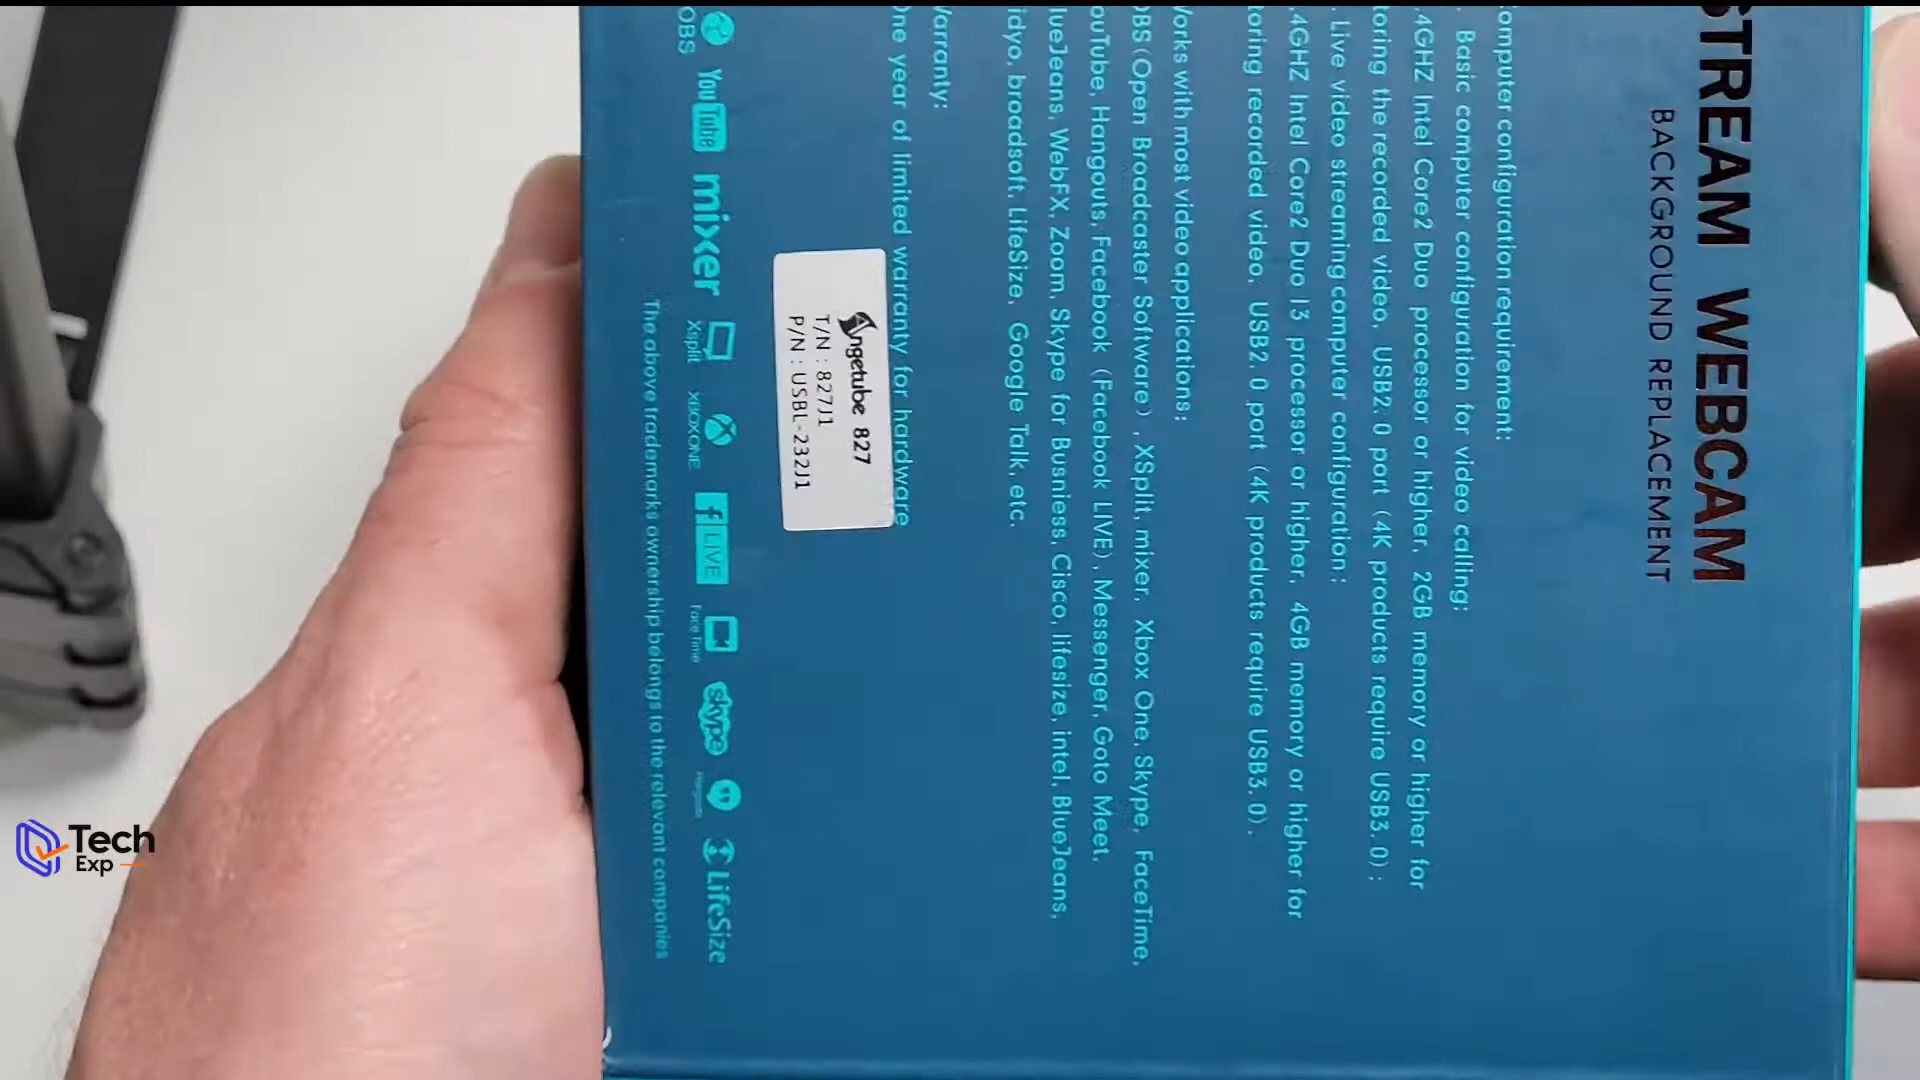 STREAM WEBCAM
BACKGROUND REPLACEMENT
omputer configuration requirement:
. Basic computer configuration for video calling:
.4GHZ Intel Core2 Duo processor or higher, 2GB memory or higher for
toring the recorded video, USB2.0 port (4K products require USB3.0);
. Live video streaming computer configuration:
.4GHZ Intel Core2 Duo I3 processor or higher, 4GB memory or higher for
toring recorded video, USB2.0 port (4K products require USB3.0).
Works with most video applications:
OBS(Open Broadcaster Software), XSplit, mixer, Xbox One, Skype, FaceTime,
ouTube, Hangouts, Facebook (Facebook LIVE), Messenger, Goto Meet,
lueJeans, WebFX, Zoom, Skype for Busniess, Cisco, lifesize, intel, BlueJeans,
idyo, broadsoft, LifeSize, Google Talk, etc.
Warranty:
One year of limited warranty for hardware
Angetube 827
T/N : 827J1
P/N : USBL-232J1
OBS
YouTube
mixer
Xsplit
XBOX ONE
f LIVE
Face Time
skype
Hangouts
LifeSize
The above trademarks ownership belongs to the relevant companies
Tech
Exp